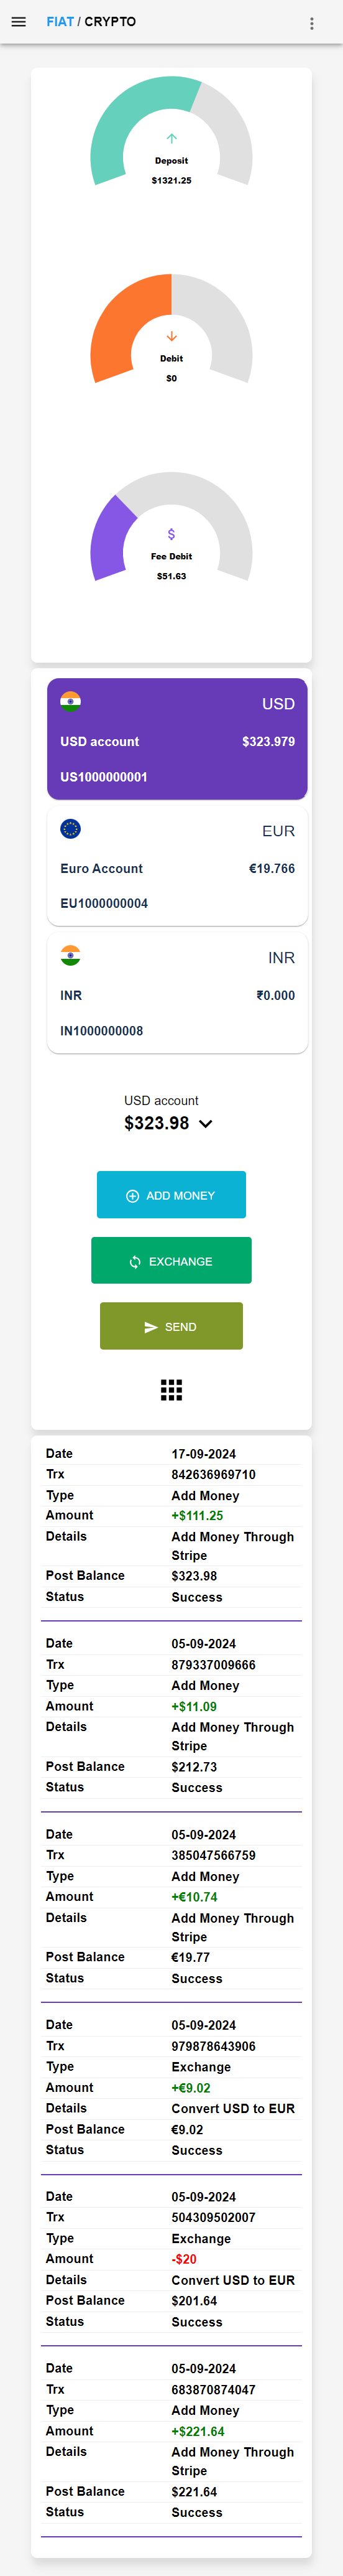 FIAT / CRYPTO
Deposit
$1321.25
Debit
$0
$
Fee Debit
$51.63
USD
USD account $323.979
US1000000001
EUR
Euro Account €19.766
EU1000000004
INR
INR ₹0.000
IN1000000008
USD account
$323.98
ADD MONEY
EXCHANGE
SEND
Date 17-09-2024
Trx 842636969710
Type Add Money
Amount +$111.25
Details Add Money Through
Stripe
Post Balance $323.98
Status Success
Date 05-09-2024
Trx 879337009666
Type Add Money
Amount +$11.09
Details Add Money Through
Stripe
Post Balance $212.73
Status Success
Date 05-09-2024
Trx 385047566759
Type Add Money
Amount +€10.74
Details Add Money Through
Stripe
Post Balance €19.77
Status Success
Date 05-09-2024
Trx 979878643906
Type Exchange
Amount +€9.02
Details Convert USD to EUR
Post Balance €9.02
Status Success
Date 05-09-2024
Trx 504309502007
Type Exchange
Amount -$20
Details Convert USD to EUR
Post Balance $201.64
Status Success
Date 05-09-2024
Trx 683870874047
Type Add Money
Amount +$221.64
Details Add Money Through
Stripe
Post Balance $221.64
Status Success